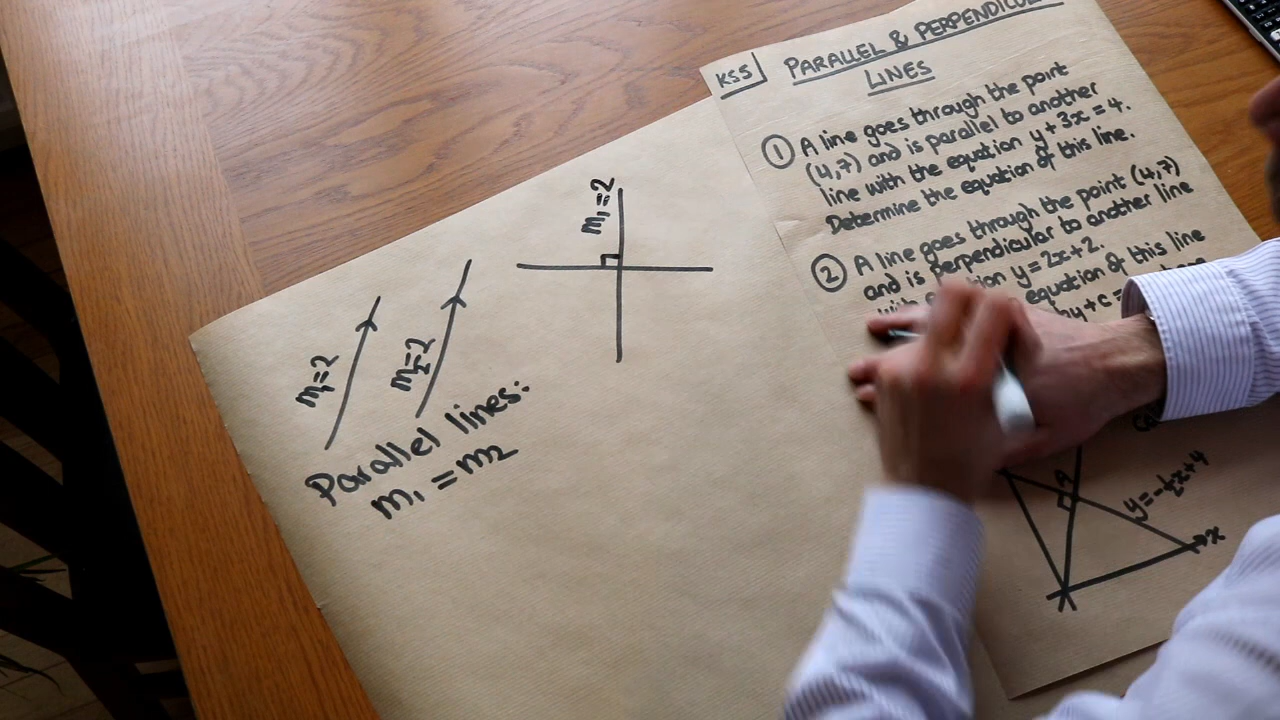 m₁=2
m₂=2
Parallel lines:
m₁ = m₂
m₁=2
KS5
PARALLEL &
LINES
① A line goes through the point
(4,7) and is parallel to another
line with the equation y+3x=4.
Determine the equation of this line.
② A line goes through the point (4,7)
and is perpendicular to another line
y=2x+2.
equation of this line
A
y=-½x+4
x